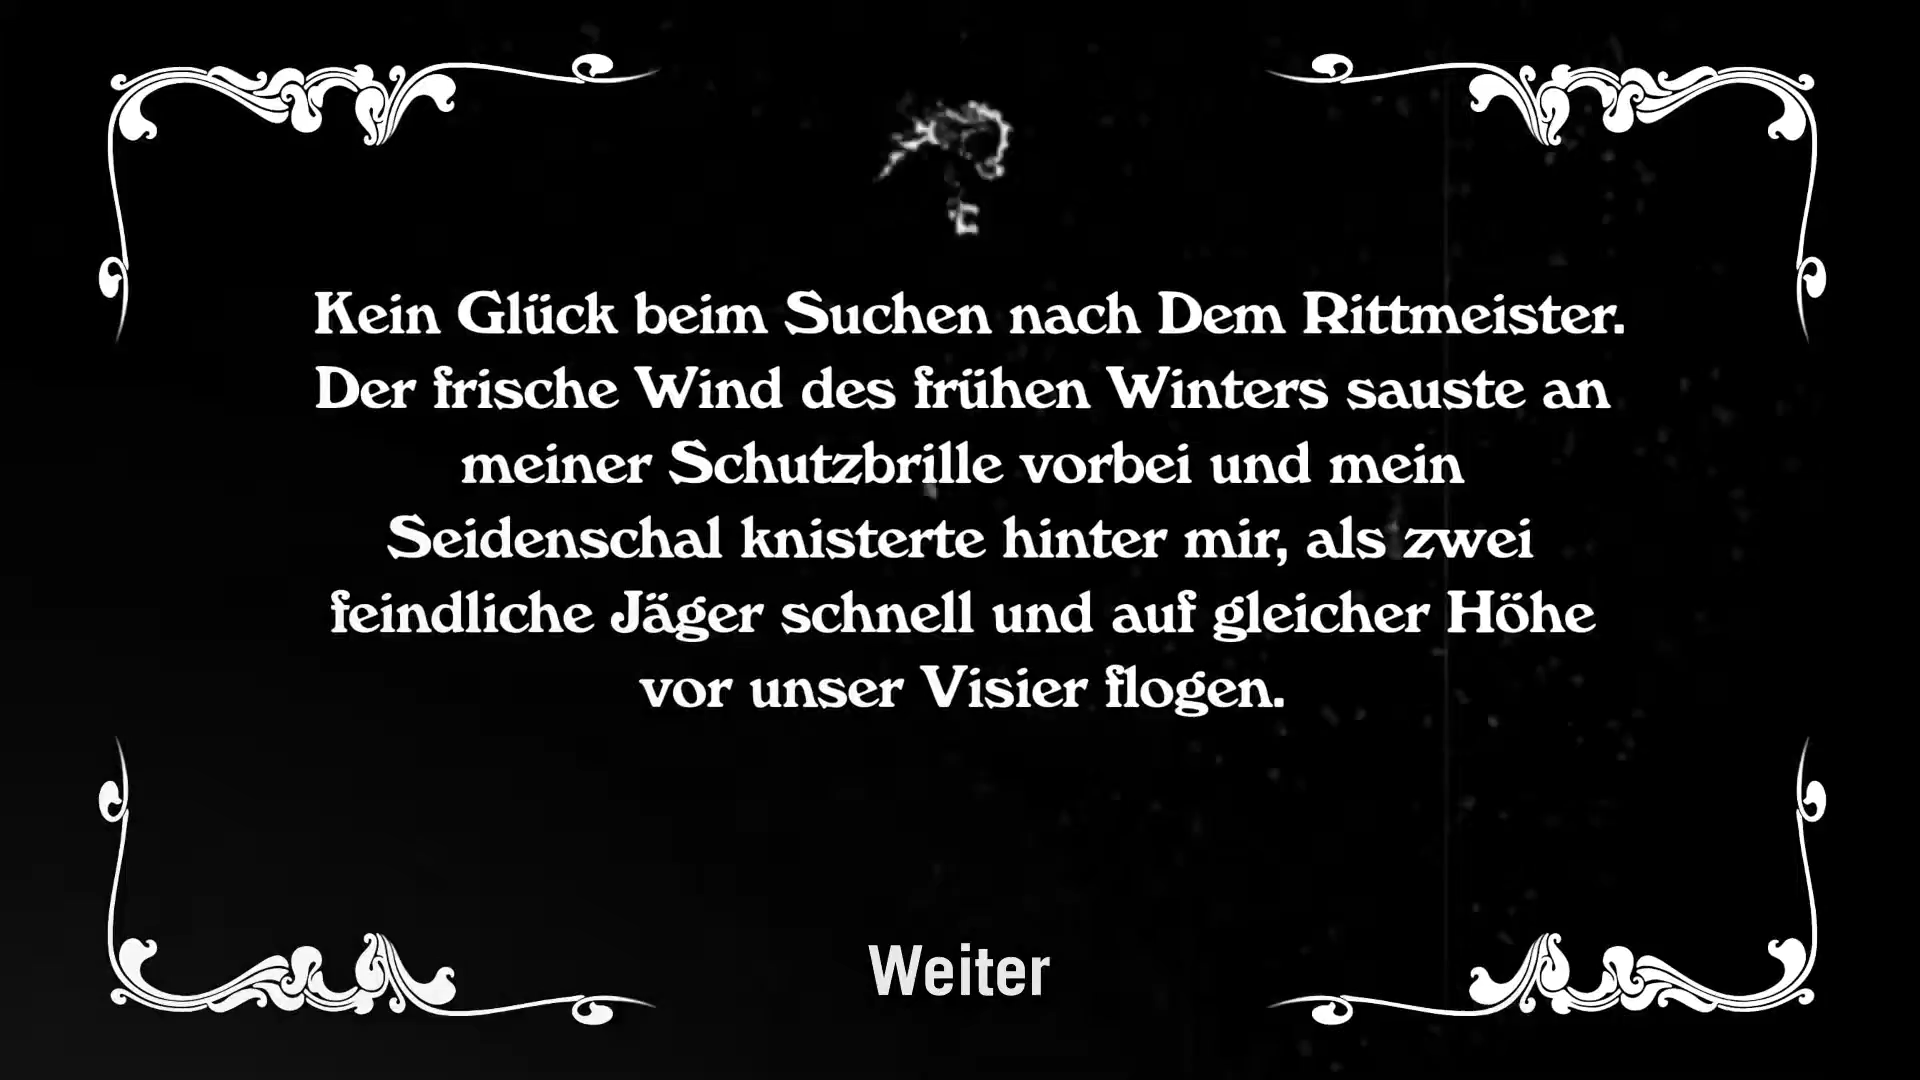 Kein Glück beim Suchen nach Dem Rittmeister.
Der frische Wind des frühen Winters sauste an
meiner Schutzbrille vorbei und mein
Seidenschal knisterte hinter mir, als zwei
feindliche Jäger schnell und auf gleicher Höhe
vor unser Visier flogen.
Weiter